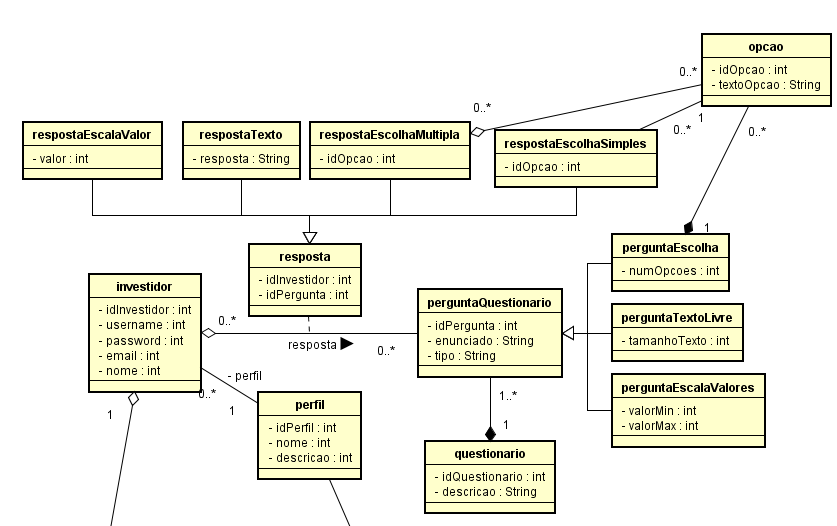 opcao
- idOpcao : int
- textoOpcao : String
0..*
0..*
1
0..*
0..*
respostaEscalaValor
- valor : int
respostaTexto
- resposta : String
respostaEscolhaMultipla
- idOpcao : int
respostaEscolhaSimples
- idOpcao : int
1
perguntaEscolha
- numOpcoes : int
resposta
- idInvestidor : int
- idPergunta : int
investidor
- idInvestidor : int
- username : int
- password : int
- email : int
- nome : int
0..*
resposta
0..*
perguntaQuestionario
- idPergunta : int
- enunciado : String
- tipo : String
perguntaTextoLivre
- tamanhoTexto : int
perguntaEscalaValores
- valorMin : int
- valorMax : int
- perfil
0..*
1
1
perfil
- idPerfil : int
- nome : int
- descricao : int
1..*
1
questionario
- idQuestionario : int
- descricao : String